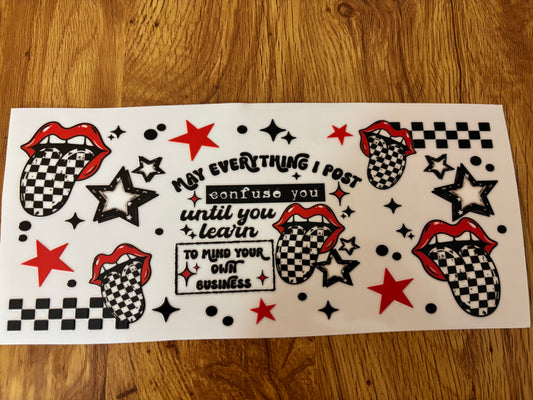 MAY EVERYTHING I POST
confuse you
until you
learn
TO MIND YOUR
OWN
BUSINESS